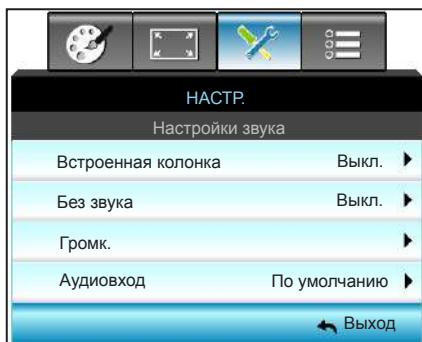 НАСТР.
Настройки звука
Встроенная колонка Выкл.
Без звука Выкл.
Громк.
Аудиовход По умолчанию
Выход